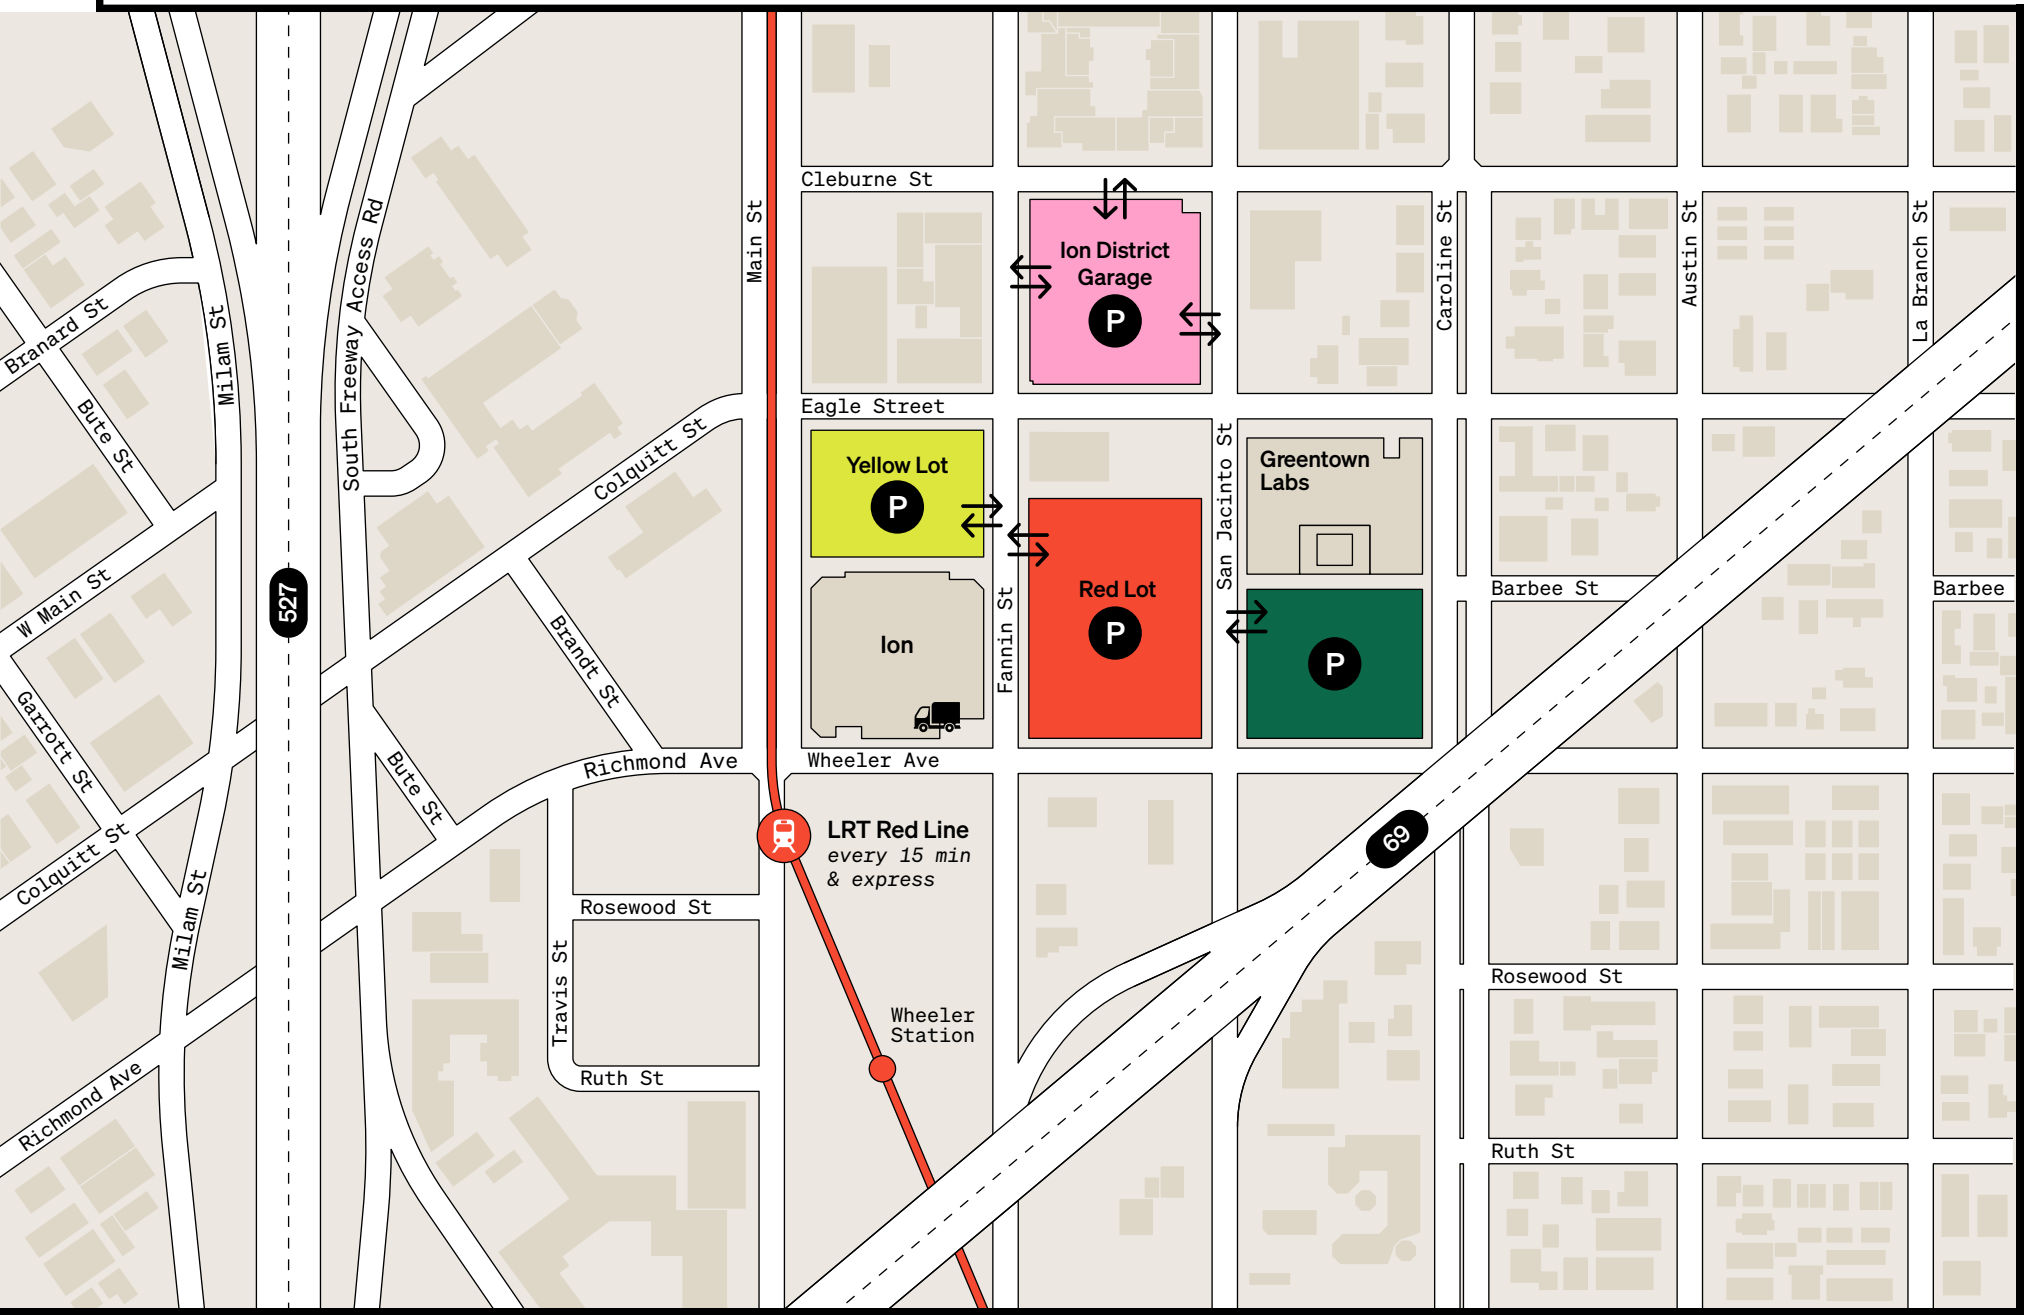 Cleburne St
Main St
South Freeway Access Rd
Milam St
Branard St
Bute St
Ion District
Garage
P
Caroline St
Austin St
La Branch St
Eagle Street
Colquitt St
Yellow Lot
P
San Jacinto St
Greentown
Labs
W Main St
527
Brandt St
Ion
Fannin St
Red Lot
P
P
Barbee St
Barbee
Garrott St
Bute St
Richmond Ave
Wheeler Ave
Colquitt St
Milam St
LRT Red Line
every 15 min
& express
69
Rosewood St
Travis St
Rosewood St
Wheeler
Station
Ruth St
Richmond Ave
Ruth St